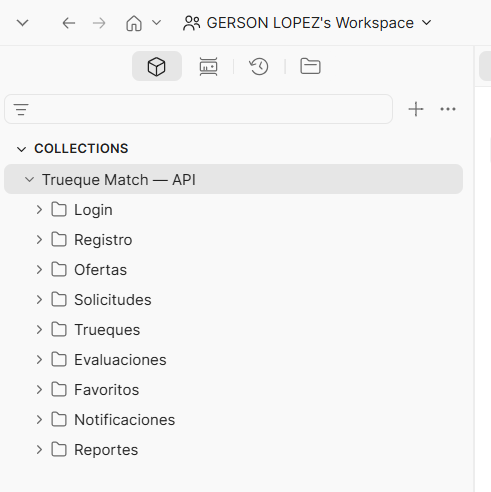 GERSON LOPEZ's Workspace
COLLECTIONS
Trueque Match — API
Login
Registro
Ofertas
Solicitudes
Trueques
Evaluaciones
Favoritos
Notificaciones
Reportes